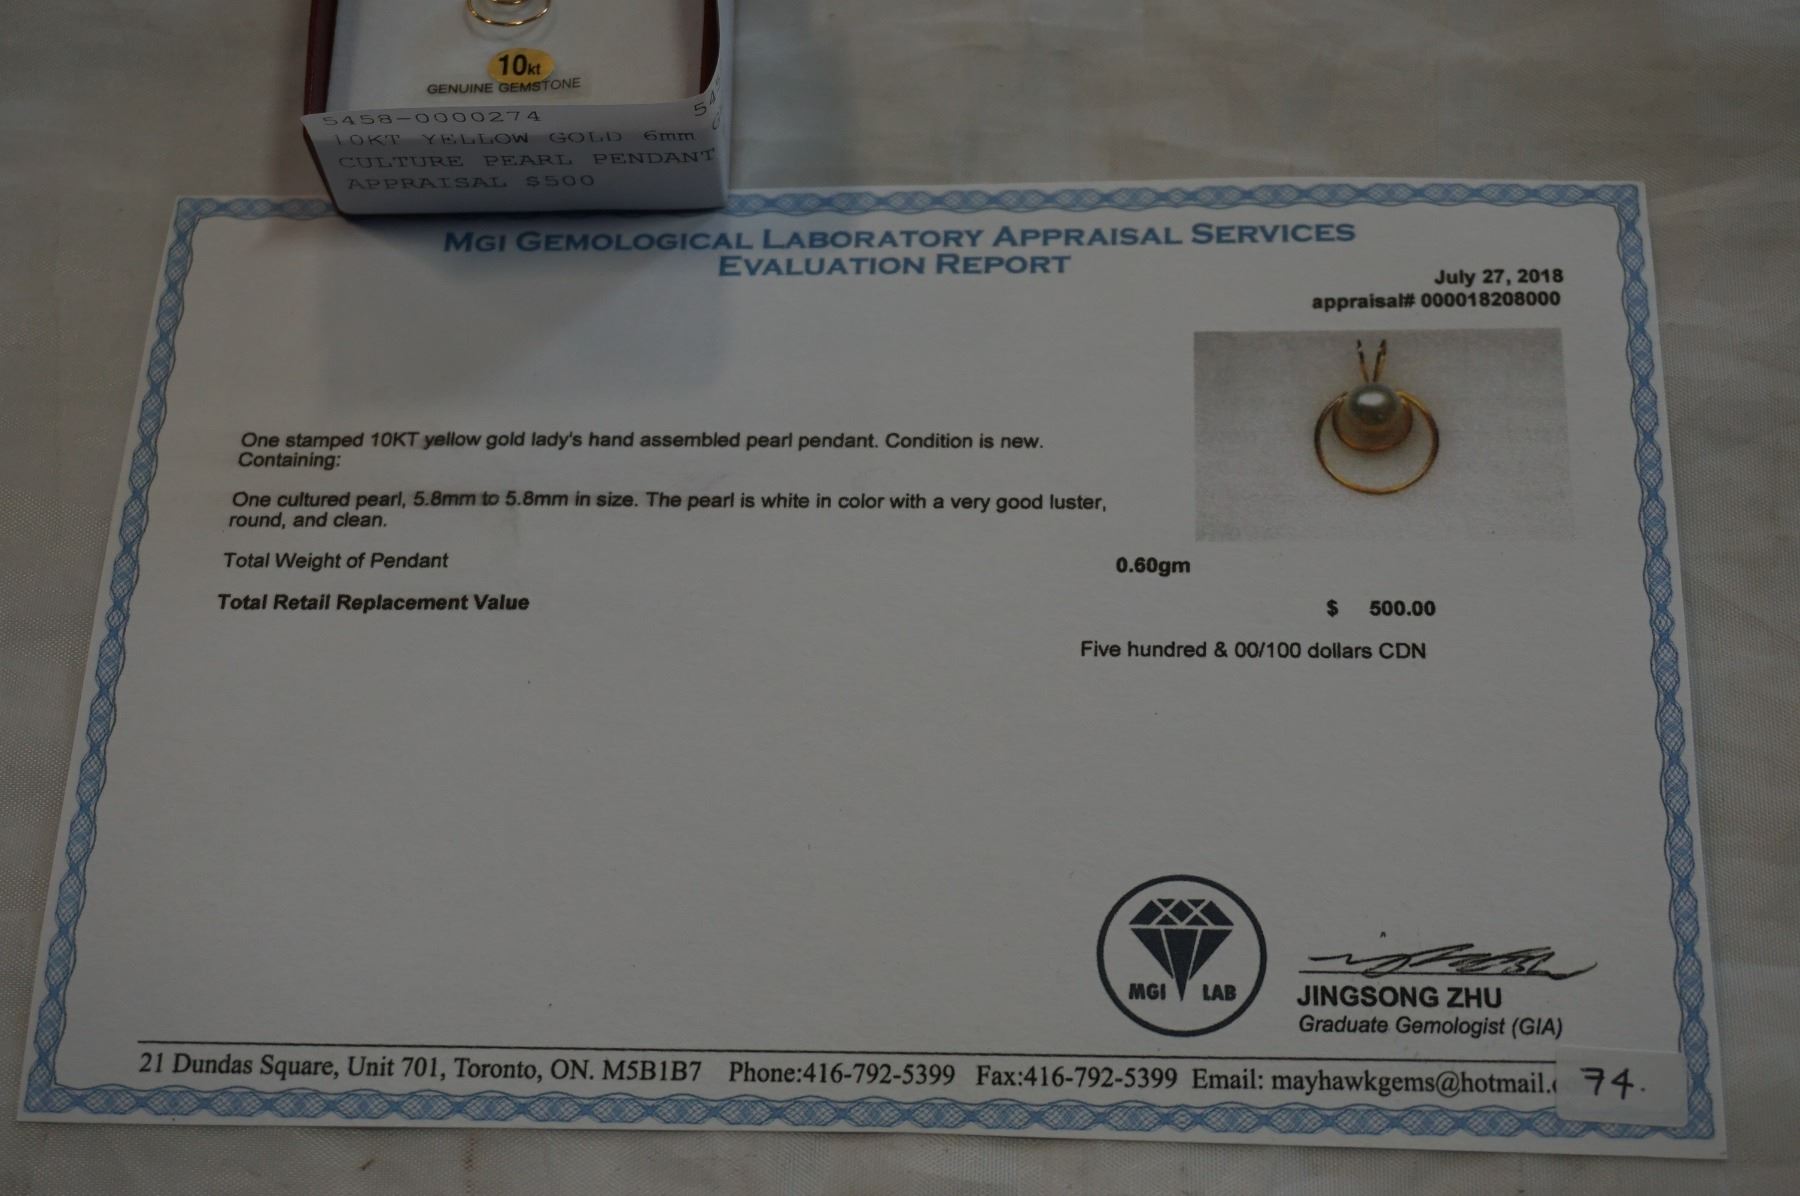 10kt
GENUINE GEMSTONE
5458-0000274
10KT YELLOW GOLD 6mm
CULTURE PEARL PENDANT
APPRAISAL $500
MGI GEMOLOGICAL LABORATORY APPRAISAL SERVICES
EVALUATION REPORT
July 27, 2018
appraisal# 000018208000
One stamped 10KT yellow gold lady's hand assembled pearl pendant. Condition is new.
Containing:
One cultured pearl, 5.8mm to 5.8mm in size. The pearl is white in color with a very good luster,
round, and clean.
Total Weight of Pendant 0.60gm
Total Retail Replacement Value $ 500.00
Five hundred & 00/100 dollars CDN
MGI LAB
JINGSONG ZHU
Graduate Gemologist (GIA)
21 Dundas Square, Unit 701, Toronto, ON. M5B1B7 Phone:416-792-5399 Fax:416-792-5399 Email: mayhawkgems@hotmail.
74.